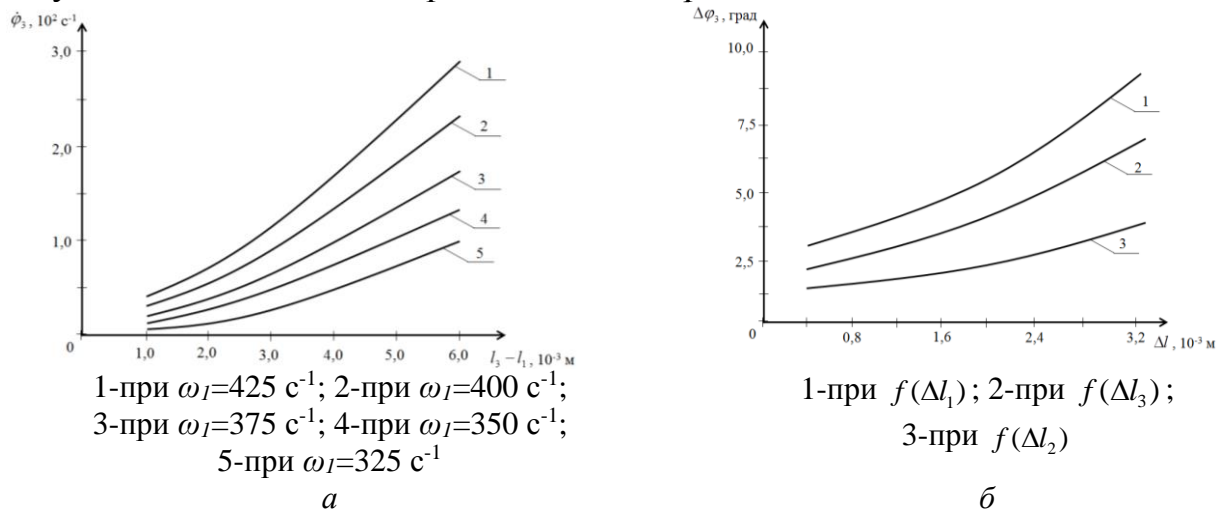 φ̇₃, 10² с⁻¹
3,0
2,0
1,0
0
1,0 2,0 3,0 4,0 5,0 6,0 l₃ – l₁, 10⁻³ м
1
2
3
4
5
1-при ω₁=425 с⁻¹; 2-при ω₁=400 с⁻¹;
3-при ω₁=375 с⁻¹; 4-при ω₁=350 с⁻¹;
5-при ω₁=325 с⁻¹
а
Δφ₃, град
10,0
7,5
5,0
2,5
0
0,8 1,6 2,4 3,2 Δl, 10⁻³ м
1
2
3
1-при f(Δl₁); 2-при f(Δl₃);
3-при f(Δl₂)
б